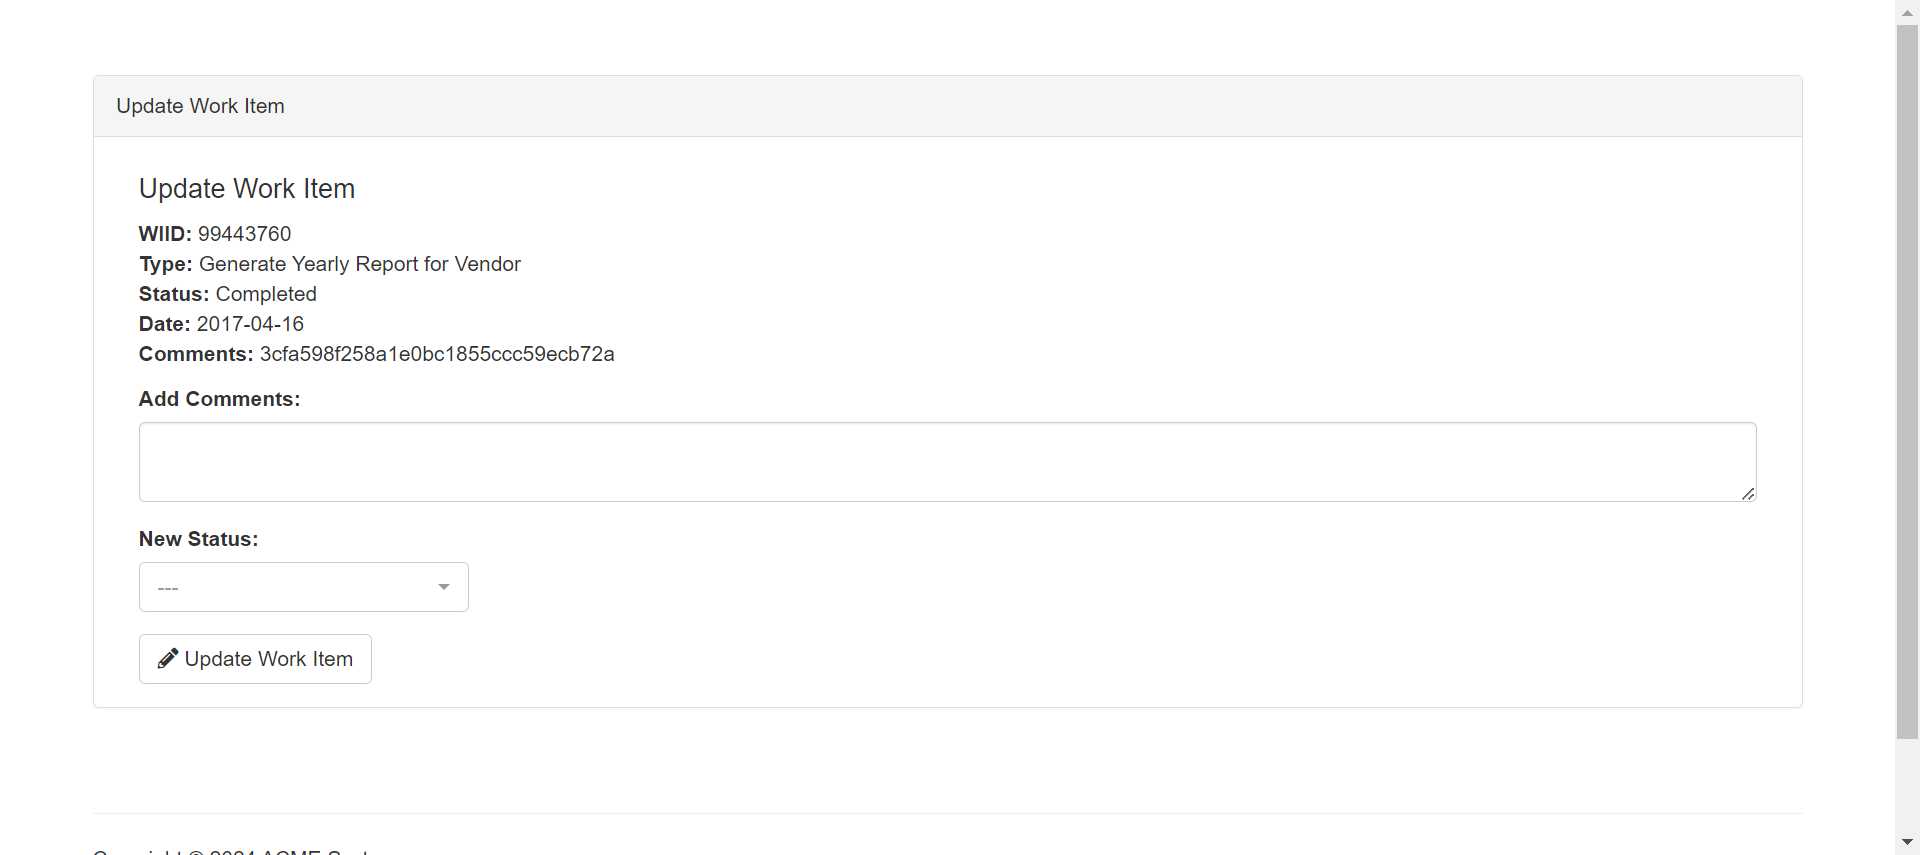 Update Work Item
Update Work Item
WIID: 99443760
Type: Generate Yearly Report for Vendor
Status: Completed
Date: 2017-04-16
Comments: 3cfa598f258a1e0bc1855ccc59ecb72a
Add Comments:
New Status:
---
Update Work Item